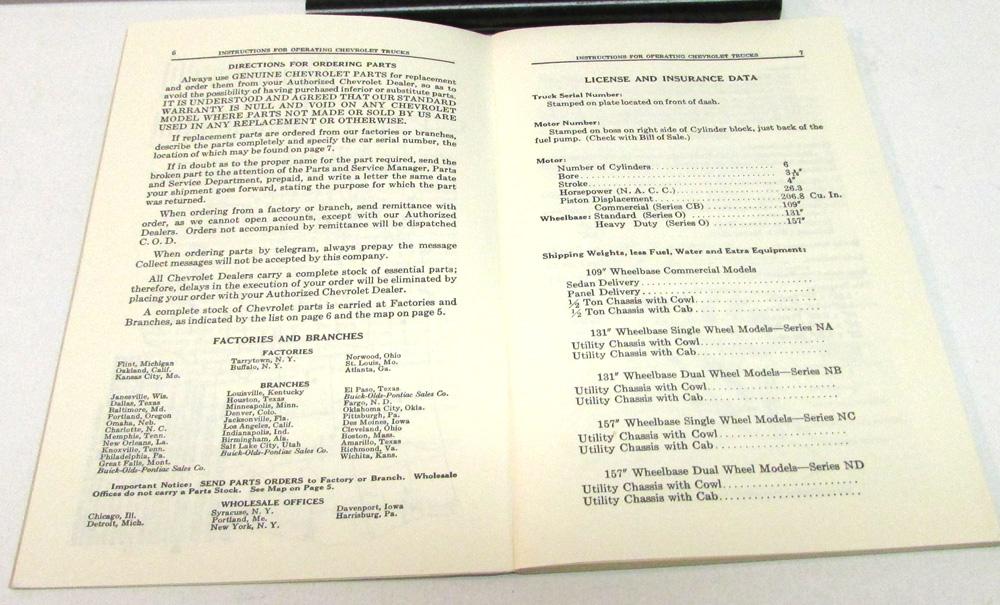 6 INSTRUCTIONS FOR OPERATING CHEVROLET TRUCKS
DIRECTIONS FOR ORDERING PARTS
Always use GENUINE CHEVROLET PARTS for replacement
and order them from your Authorized Chevrolet Dealer, so as to
avoid the possibility of having purchased inferior or substitute parts.
IT IS UNDERSTOOD AND AGREED THAT OUR STANDARD
WARRANTY IS NULL AND VOID ON ANY CHEVROLET
MODEL WHERE PARTS NOT MADE OR SOLD BY US ARE
USED IN ANY REPLACEMENT OR OTHERWISE.
If replacement parts are ordered from our factories or branches,
describe the parts completely and specify the car serial number, the
location of which may be found on page 7.
If in doubt as to the proper name for the part required, send the
broken part to the attention of the Parts and Service Manager, Parts
and Service Department, prepaid, and write a letter the same date
your shipment goes forward, stating the purpose for which the part
was returned.
When ordering from a factory or branch, send remittance with
order, as we cannot open accounts, except with our Authorized
Dealers. Orders not accompanied by remittance will be dispatched
C. O. D.
When ordering parts by telegram, always prepay the message
Collect messages will not be accepted by this company.
All Chevrolet Dealers carry a complete stock of essential parts;
therefore, delays in the execution of your order will be eliminated by
placing your order with your Authorized Chevrolet Dealer.
A complete stock of Chevrolet parts is carried at Factories and
Branches, as indicated by the list on page 6 and the map on page 5.
FACTORIES AND BRANCHES
FACTORIES
Flint, Michigan
Oakland, Calif.
Kansas City, Mo.
Tarrytown, N. Y.
Buffalo, N. Y.
Norwood, Ohio
St. Louis, Mo.
Atlanta, Ga.
BRANCHES
Janesville, Wis.
Dallas, Texas
Baltimore, Md.
Portland, Oregon
Omaha, Neb.
Charlotte, N. C.
Memphis, Tenn.
New Orleans, La.
Knoxville, Tenn.
Philadelphia, Pa.
Great Falls, Mont.
Buick-Olds-Pontiac Sales Co.
Louisville, Kentucky
Houston, Texas
Minneapolis, Minn.
Denver, Colo.
Jacksonville, Fla.
Los Angeles, Calif.
Indianapolis, Ind.
Birmingham, Ala.
Salt Lake City, Utah
Buick-Olds-Pontiac Sales Co.
El Paso, Texas
Buick-Olds-Pontiac Sales Co.
Fargo, N. D.
Oklahoma City, Okla.
Pittsburgh, Pa.
Des Moines, Iowa
Cleveland, Ohio
Boston, Mass.
Amarillo, Texas
Richmond, Va.
Wichita, Kans.
Important Notice: SEND PARTS ORDERS to Factory or Branch. Wholesale
Offices do not carry a Parts Stock. See Map on Page 5.
WHOLESALE OFFICES
Chicago, Ill.
Detroit, Mich.
Syracuse, N. Y.
Portland, Me.
New York, N. Y.
Davenport, Iowa
Harrisburg, Pa.
INSTRUCTIONS FOR OPERATING CHEVROLET TRUCKS 7
LICENSE AND INSURANCE DATA
Truck Serial Number:
Stamped on plate located on front of dash.
Motor Number:
Stamped on boss on right side of Cylinder block, just back of the
fuel pump. (Check with Bill of Sale.)
Motor:
Number of Cylinders 6
Bore
Stroke 4"
Horsepower (N. A. C. C.) 26.3
Piston Displacement 206.8 Cu. In.
Commercial (Series CB) 109"
Wheelbase: Standard (Series O) 131"
Heavy Duty (Series O) 157"
Shipping Weights, less Fuel, Water and Extra Equipment:
109" Wheelbase Commercial Models
Sedan Delivery
Panel Delivery
½ Ton Chassis with Cowl
½ Ton Chassis with Cab
131" Wheelbase Single Wheel Models—Series NA
Utility Chassis with Cowl
Utility Chassis with Cab
131" Wheelbase Dual Wheel Models—Series NB
Utility Chassis with Cowl
Utility Chassis with Cab
157" Wheelbase Single Wheel Models—Series NC
Utility Chassis with Cowl
Utility Chassis with Cab
157" Wheelbase Dual Wheel Models—Series ND
Utility Chassis with Cowl
Utility Chassis with Cab